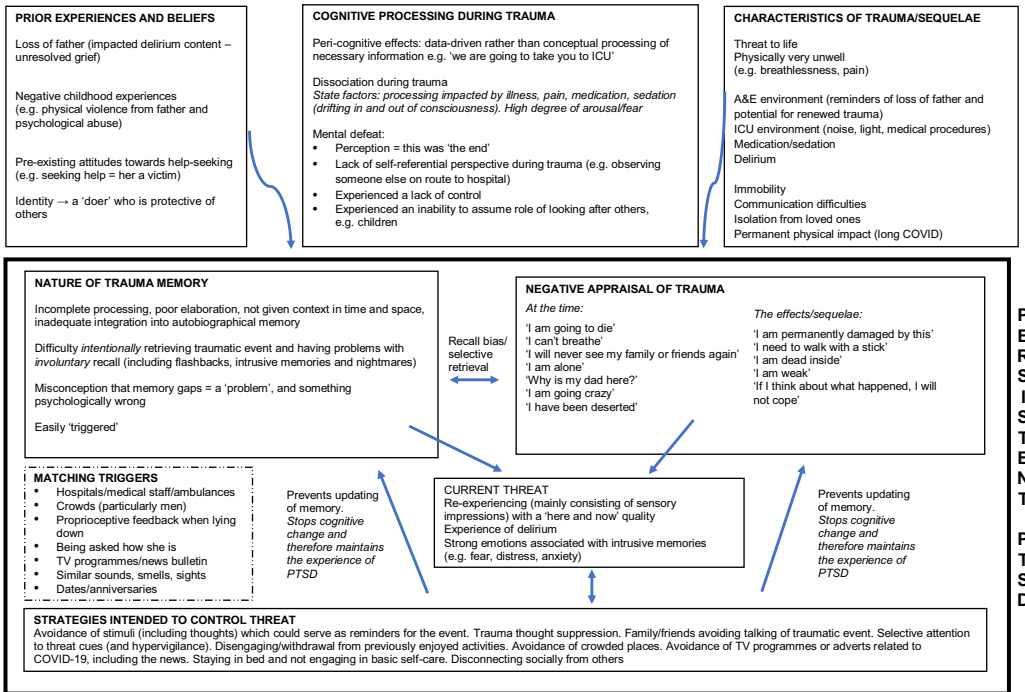 PRIOR EXPERIENCES AND BELIEFS
Loss of father (impacted delirium content –
unresolved grief)
Negative childhood experiences
(e.g. physical violence from father and
psychological abuse)
Pre-existing attitudes towards help-seeking
(e.g. seeking help = her a victim)
Identity → a ‘doer’ who is protective of
others
COGNITIVE PROCESSING DURING TRAUMA
Peri-cognitive effects: data-driven rather than conceptual processing of
necessary information e.g. ‘we are going to take you to ICU’
Dissociation during trauma
State factors: processing impacted by illness, pain, medication, sedation
(drifting in and out of consciousness). High degree of arousal/fear
Mental defeat:
• Perception = this was ‘the end’
• Lack of self-referential perspective during trauma (e.g. observing
someone else on route to hospital)
• Experienced a lack of control
• Experienced an inability to assume role of looking after others,
e.g. children
CHARACTERISTICS OF TRAUMA/SEQUELAE
Threat to life
Physically very unwell
(e.g. breathlessness, pain)
A&E environment (reminders of loss of father and
potential for renewed trauma)
ICU environment (noise, light, medical procedures)
Medication/sedation
Delirium
Immobility
Communication difficulties
Isolation from loved ones
Permanent physical impact (long COVID)
NATURE OF TRAUMA MEMORY
Incomplete processing, poor elaboration, not given context in time and space,
inadequate integration into autobiographical memory
Difficulty intentionally retrieving traumatic event and having problems with
involuntary recall (including flashbacks, intrusive memories and nightmares)
Misconception that memory gaps = a ‘problem’, and something
psychologically wrong
Easily ‘triggered’
Recall bias/
selective
retrieval
NEGATIVE APPRAISAL OF TRAUMA
At the time:
‘I am going to die’
‘I can’t breathe’
‘I will never see my family or friends again’
‘I am alone’
‘Why is my dad here?’
‘I am going crazy’
‘I have been deserted’
The effects/sequelae:
‘I am permanently damaged by this’
‘I need to walk with a stick’
‘I am dead inside’
‘I am weak’
‘If I think about what happened, I will
not cope’
MATCHING TRIGGERS
• Hospitals/medical staff/ambulances
• Crowds (particularly men)
• Proprioceptive feedback when lying
down
• Being asked how she is
• TV programmes/news bulletin
• Similar sounds, smells, sights
• Dates/anniversaries
Prevents updating
of memory.
Stops cognitive
change and
therefore maintains
the experience of
PTSD
CURRENT THREAT
Re-experiencing (mainly consisting of sensory
impressions) with a ‘here and now’ quality
Experience of delirium
Strong emotions associated with intrusive memories
(e.g. fear, distress, anxiety)
Prevents updating
of memory.
Stops cognitive
change and
therefore maintains
the experience of
PTSD
STRATEGIES INTENDED TO CONTROL THREAT
Avoidance of stimuli (including thoughts) which could serve as reminders for the event. Trauma thought suppression. Family/friends avoiding talking of traumatic event. Selective attention
to threat cues (and hypervigilance). Disengaging/withdrawal from previously enjoyed activities. Avoidance of crowded places. Avoidance of TV programmes or adverts related to
COVID-19, including the news. Staying in bed and not engaging in basic self-care. Disconnecting socially from others
P
E
R
S
I
S
T
E
N
T
P
T
S
D